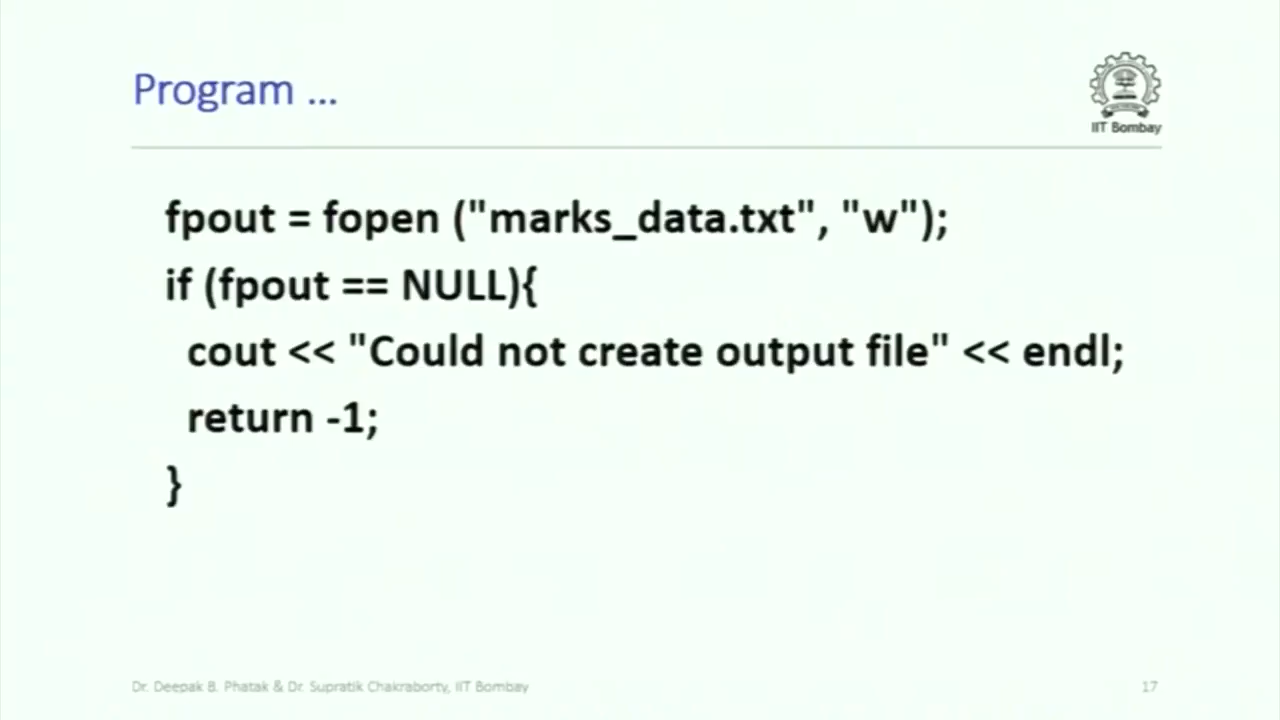 Program ...
IIT Bombay
fpout = fopen ("marks_data.txt", "w");
if (fpout == NULL){
cout << "Could not create output file" << endl;
return -1;
}
Dr. Deepak B. Phatak & Dr. Supratik Chakraborty, IIT Bombay
17